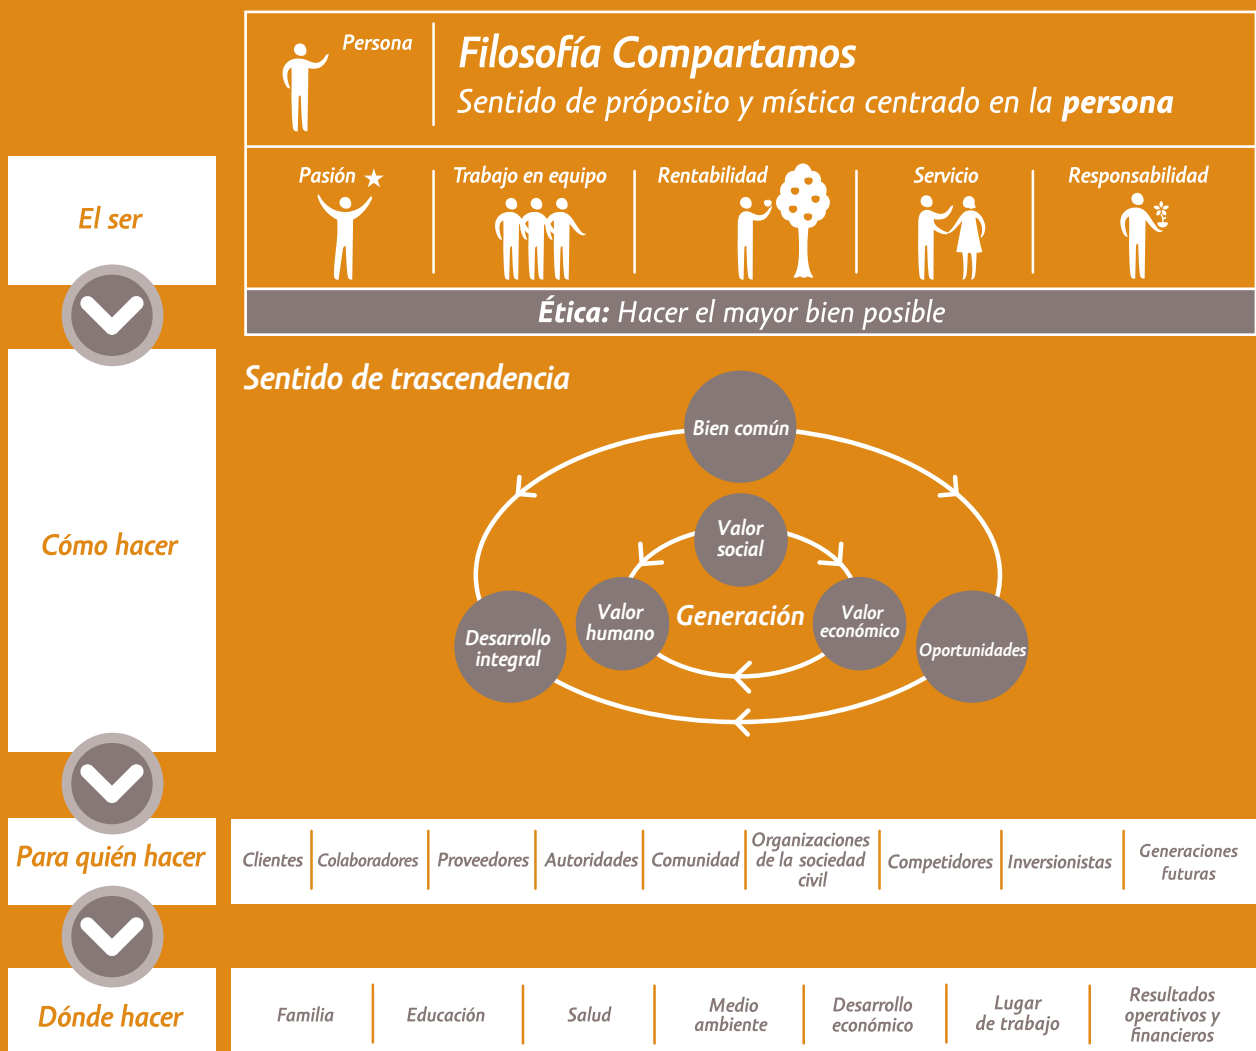 Persona
Filosofía Compartamos
Sentido de próposito y mística centrado en la persona
El ser
Pasión
Trabajo en equipo
Rentabilidad
Servicio
Responsabilidad
Ética: Hacer el mayor bien posible
Cómo hacer
Sentido de trascendencia
Bien común
Valor
social
Valor
humano
Generación
Valor
económico
Desarrollo
integral
Oportunidades
Para quién hacer
Clientes
Colaboradores
Proveedores
Autoridades
Comunidad
Organizaciones
de la sociedad
civil
Competidores
Inversionistas
Generaciones
futuras
Dónde hacer
Familia
Educación
Salud
Medio
ambiente
Desarrollo
económico
Lugar
de trabajo
Resultados
operativos y
financieros